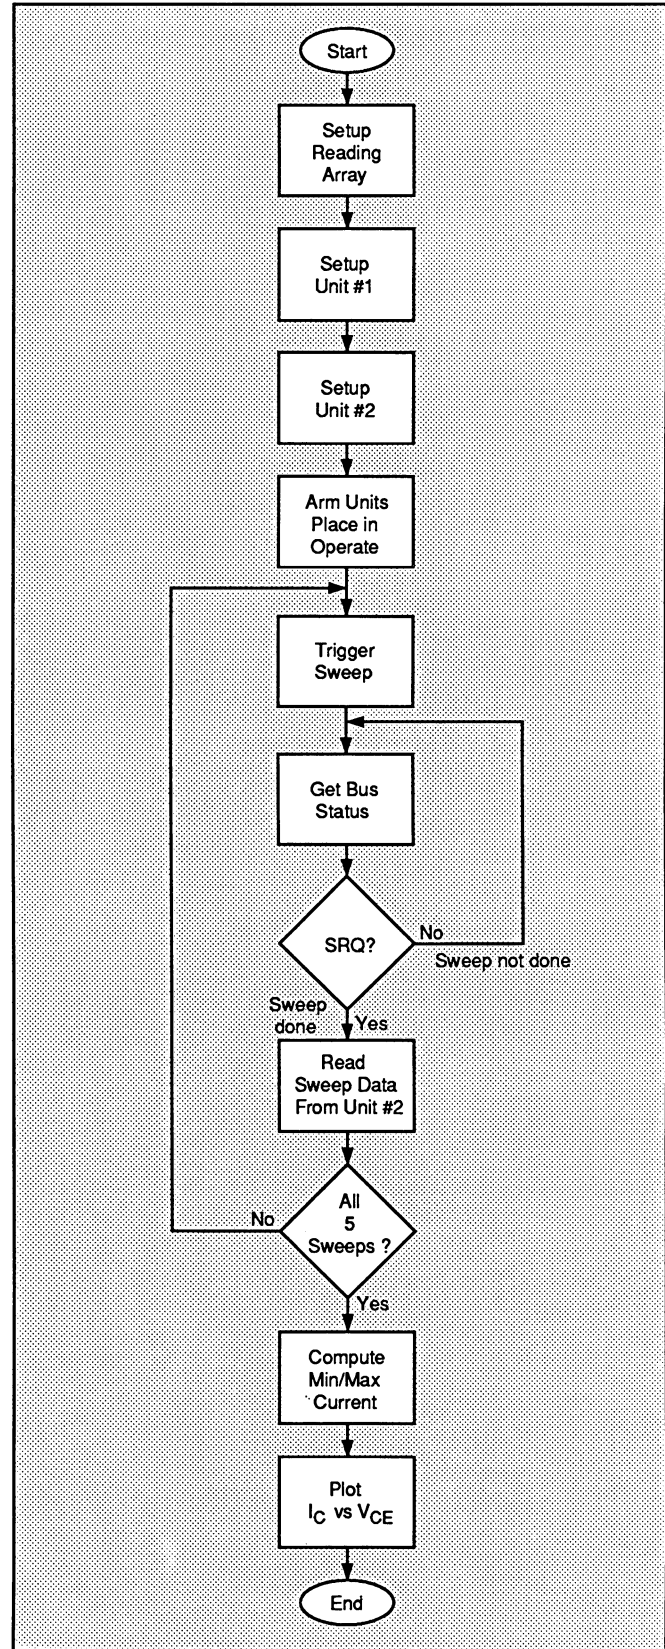 Start
Setup
Reading
Array
Setup
Unit #1
Setup
Unit #2
Arm Units
Place in
Operate
Trigger
Sweep
Get Bus
Status
SRQ?
No
Sweep not done
Sweep
done
Yes
Read
Sweep Data
From Unit #2
All
5
Sweeps ?
No
Yes
Compute
Min/Max
Current
Plot
IC vs VCE
End